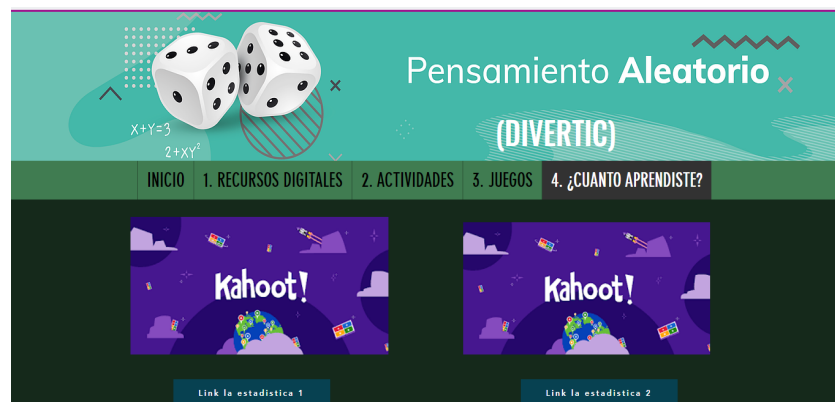 Pensamiento Aleatorio
(DIVERTIC)
X+Y=3
2+XY²
INICIO 1. RECURSOS DIGITALES 2. ACTIVIDADES 3. JUEGOS 4. ¿CUANTO APRENDISTE?
Kahoot! Kahoot!
Link la estadistica 1 Link la estadistica 2